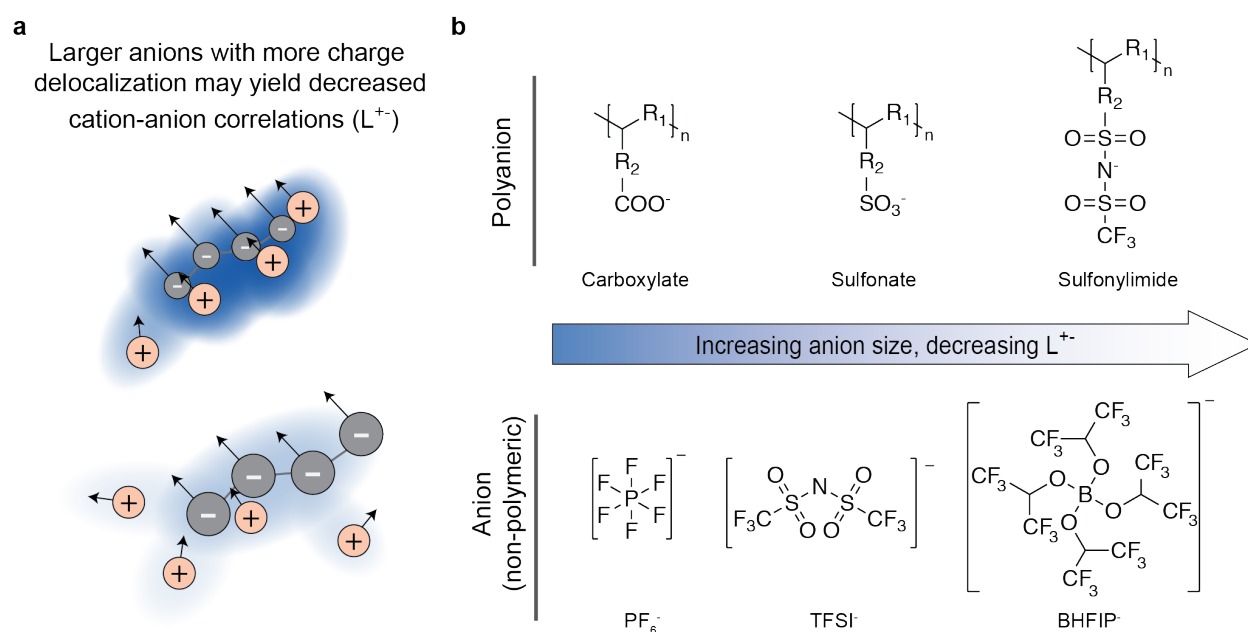 a
Larger anions with more charge
delocalization may yield decreased
cation-anion correlations (L⁺⁻)
+
+
+
+
-
-
-
-
+
+
+
+
-
-
-
-
b
Polyanion
R₁
n
R₂
COO⁻
Carboxylate
R₁
n
R₂
SO₃⁻
Sulfonate
R₁
n
R₂
O=S=O
N⁻
O=S=O
CF₃
Sulfonylimide
Increasing anion size, decreasing L⁺⁻
Anion
(non-polymeric)
F
F F
P
F F
F
−
PF₆⁻
O N O
S S
F₃C O O CF₃
−
TFSI⁻
CF₃
CF₃
O
CF₃ O CF₃
B
CF₃ O O CF₃
CF₃
CF₃
−
BHFIP⁻